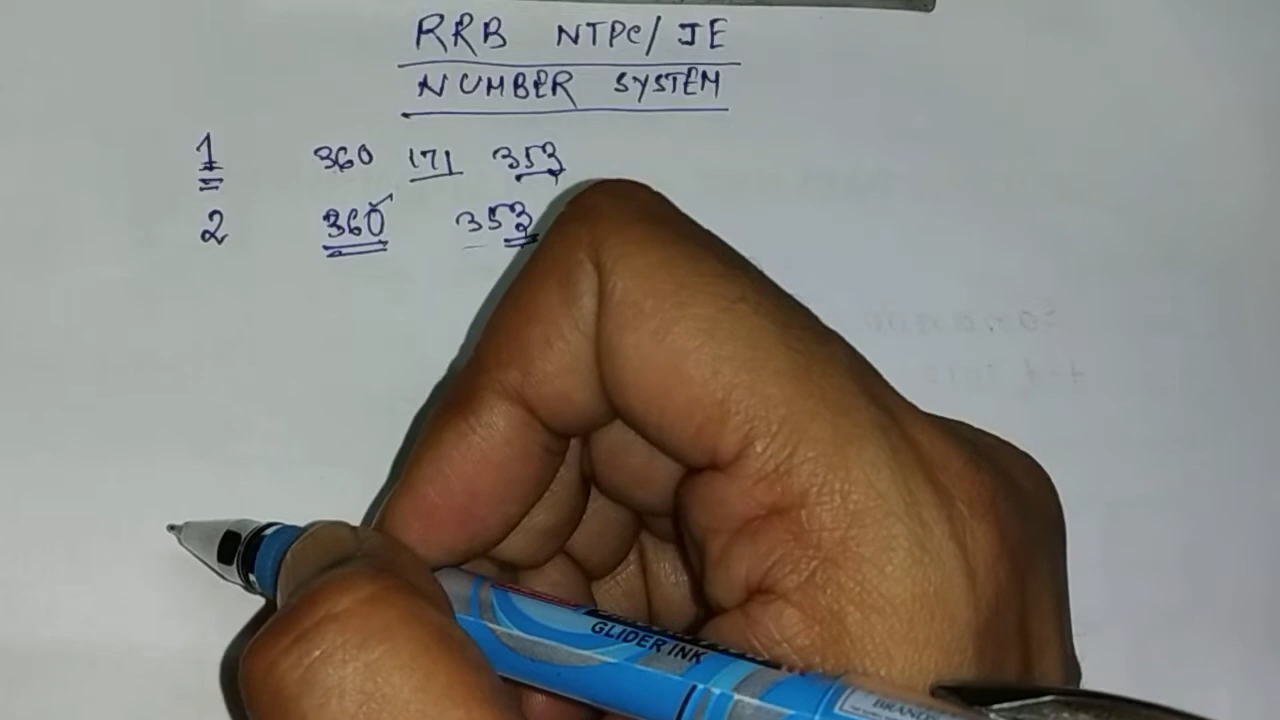 RRB NTPC/ JE
NUMBER SYSTEM
1 360 171 353
2 360 353
GLIDER INK